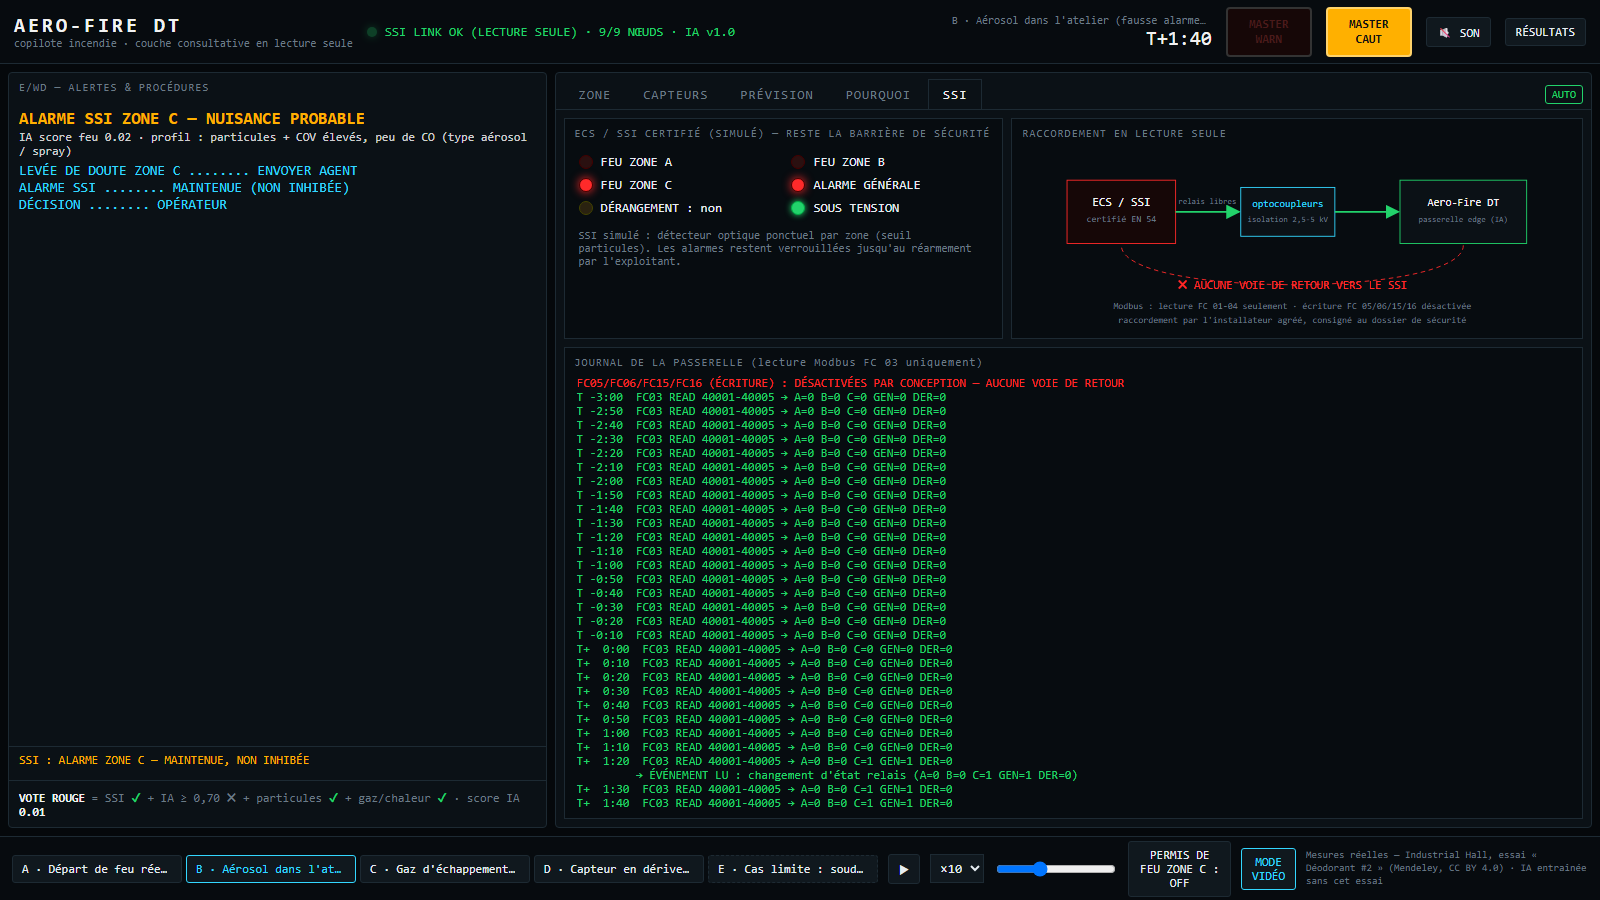 AERO-FIRE DT
copilote incendie · couche consultative en lecture seule
SSI LINK OK (LECTURE SEULE) · 9/9 NŒUDS · IA v1.0
B · Aérosol dans l'atelier (fausse alarme…
T+1:40
MASTER WARN
MASTER CAUT
SON
RÉSULTATS
E/WD — ALERTES & PROCÉDURES
ALARME SSI ZONE C — NUISANCE PROBABLE
IA score feu 0.02 · profil : particules + COV élevés, peu de CO (type aérosol
/ spray)
LEVÉE DE DOUTE ZONE C ........ ENVOYER AGENT
ALARME SSI ........ MAINTENUE (NON INHIBÉE)
DÉCISION ........ OPÉRATEUR
SSI : ALARME ZONE C — MAINTENUE, NON INHIBÉE
VOTE ROUGE = SSI ✓ + IA ≥ 0,70 ✕ + particules ✓ + gaz/chaleur ✓ · score IA
0.01
ZONE
CAPTEURS
PRÉVISION
POURQUOI
SSI
AUTO
ECS / SSI CERTIFIÉ (SIMULÉ) — RESTE LA BARRIÈRE DE SÉCURITÉ
FEU ZONE A
FEU ZONE B
FEU ZONE C
ALARME GÉNÉRALE
DÉRANGEMENT : non
SOUS TENSION
SSI simulé : détecteur optique ponctuel par zone (seuil
particules). Les alarmes restent verrouillées jusqu'au réarmement
par l'exploitant.
RACCORDEMENT EN LECTURE SEULE
ECS / SSI
certifié EN 54
relais libres
optocoupleurs
isolation 2,5-5 kV
Aero-Fire DT
passerelle edge (IA)
✕ AUCUNE VOIE DE RETOUR VERS LE SSI
Modbus : lecture FC 01-04 seulement · écriture FC 05/06/15/16 désactivée
raccordement par l'installateur agréé, consigné au dossier de sécurité
JOURNAL DE LA PASSERELLE (lecture Modbus FC 03 uniquement)
FC05/FC06/FC15/FC16 (ÉCRITURE) : DÉSACTIVÉES PAR CONCEPTION — AUCUNE VOIE DE RETOUR
T -3:00 FC03 READ 40001-40005 → A=0 B=0 C=0 GEN=0 DER=0
T -2:50 FC03 READ 40001-40005 → A=0 B=0 C=0 GEN=0 DER=0
T -2:40 FC03 READ 40001-40005 → A=0 B=0 C=0 GEN=0 DER=0
T -2:30 FC03 READ 40001-40005 → A=0 B=0 C=0 GEN=0 DER=0
T -2:20 FC03 READ 40001-40005 → A=0 B=0 C=0 GEN=0 DER=0
T -2:10 FC03 READ 40001-40005 → A=0 B=0 C=0 GEN=0 DER=0
T -2:00 FC03 READ 40001-40005 → A=0 B=0 C=0 GEN=0 DER=0
T -1:50 FC03 READ 40001-40005 → A=0 B=0 C=0 GEN=0 DER=0
T -1:40 FC03 READ 40001-40005 → A=0 B=0 C=0 GEN=0 DER=0
T -1:30 FC03 READ 40001-40005 → A=0 B=0 C=0 GEN=0 DER=0
T -1:20 FC03 READ 40001-40005 → A=0 B=0 C=0 GEN=0 DER=0
T -1:10 FC03 READ 40001-40005 → A=0 B=0 C=0 GEN=0 DER=0
T -1:00 FC03 READ 40001-40005 → A=0 B=0 C=0 GEN=0 DER=0
T -0:50 FC03 READ 40001-40005 → A=0 B=0 C=0 GEN=0 DER=0
T -0:40 FC03 READ 40001-40005 → A=0 B=0 C=0 GEN=0 DER=0
T -0:30 FC03 READ 40001-40005 → A=0 B=0 C=0 GEN=0 DER=0
T -0:20 FC03 READ 40001-40005 → A=0 B=0 C=0 GEN=0 DER=0
T -0:10 FC03 READ 40001-40005 → A=0 B=0 C=0 GEN=0 DER=0
T+ 0:00 FC03 READ 40001-40005 → A=0 B=0 C=0 GEN=0 DER=0
T+ 0:10 FC03 READ 40001-40005 → A=0 B=0 C=0 GEN=0 DER=0
T+ 0:20 FC03 READ 40001-40005 → A=0 B=0 C=0 GEN=0 DER=0
T+ 0:30 FC03 READ 40001-40005 → A=0 B=0 C=0 GEN=0 DER=0
T+ 0:40 FC03 READ 40001-40005 → A=0 B=0 C=0 GEN=0 DER=0
T+ 0:50 FC03 READ 40001-40005 → A=0 B=0 C=0 GEN=0 DER=0
T+ 1:00 FC03 READ 40001-40005 → A=0 B=0 C=0 GEN=0 DER=0
T+ 1:10 FC03 READ 40001-40005 → A=0 B=0 C=0 GEN=0 DER=0
T+ 1:20 FC03 READ 40001-40005 → A=0 B=0 C=1 GEN=1 DER=0
→ ÉVÉNEMENT LU : changement d'état relais (A=0 B=0 C=1 GEN=1 DER=0)
T+ 1:30 FC03 READ 40001-40005 → A=0 B=0 C=1 GEN=1 DER=0
T+ 1:40 FC03 READ 40001-40005 → A=0 B=0 C=1 GEN=1 DER=0
A · Départ de feu rée…
B · Aérosol dans l'at…
C · Gaz d'échappement…
D · Capteur en dérive…
E · Cas limite : soud…
×10
PERMIS DE
FEU ZONE C :
OFF
MODE
VIDÉO
Mesures réelles — Industrial Hall, essai «
Déodorant #2 » (Mendeley, CC BY 4.0) · IA entraînée
sans cet essai